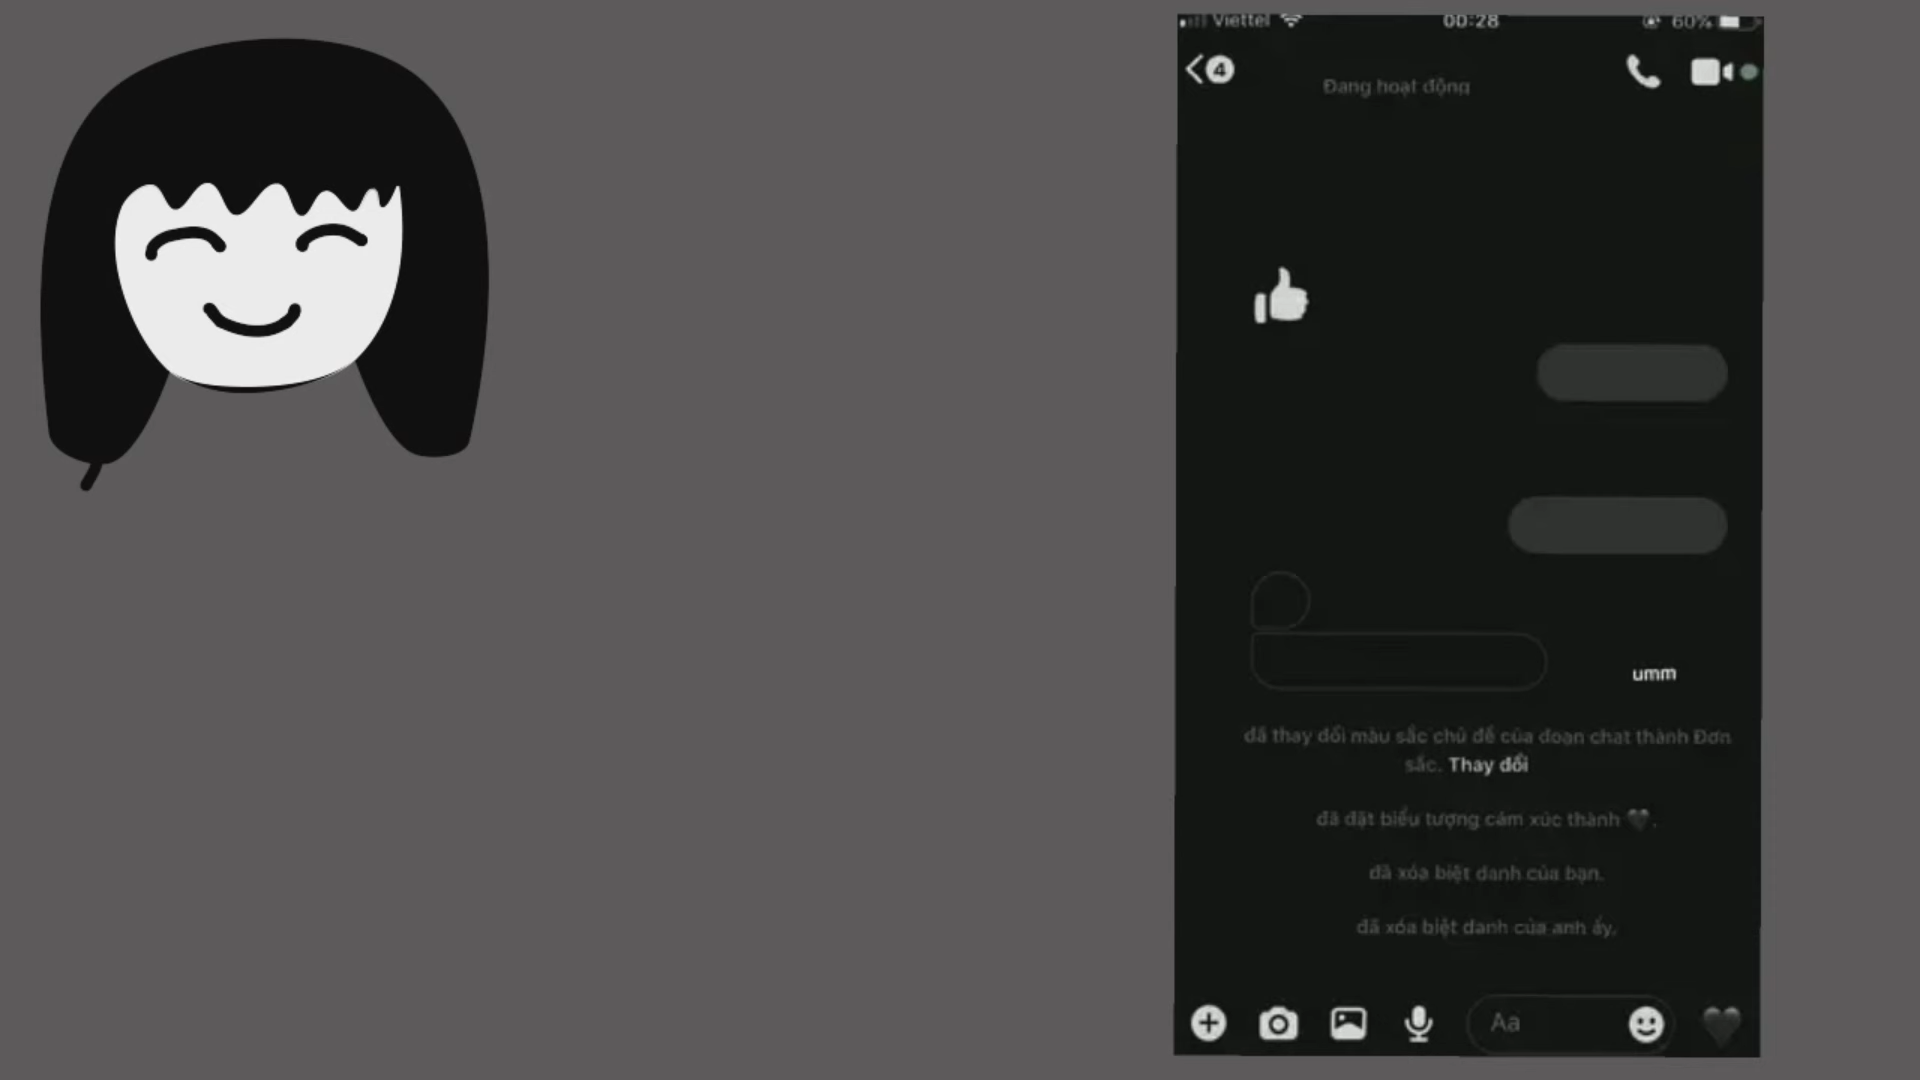 Viettel 00:28 60%
4
Đang hoạt động
umm
đã thay đổi màu sắc chủ đề của đoạn chat thành Đơn
sắc. Thay đổi
đã đặt biểu tượng cảm xúc thành 🖤.
đã xóa biệt danh của bạn.
đã xóa biệt danh của anh ấy.
Aa